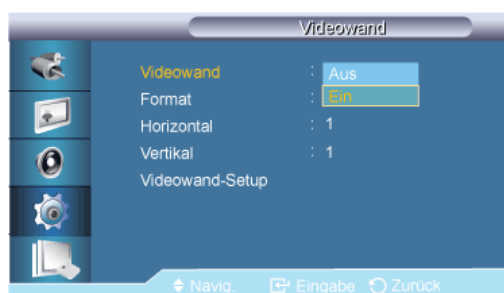 Videowand
Videowand : Aus
Format : Ein
Horizontal : 1
Vertikal : 1
Videowand-Setup
Navig. Eingabe Zurück